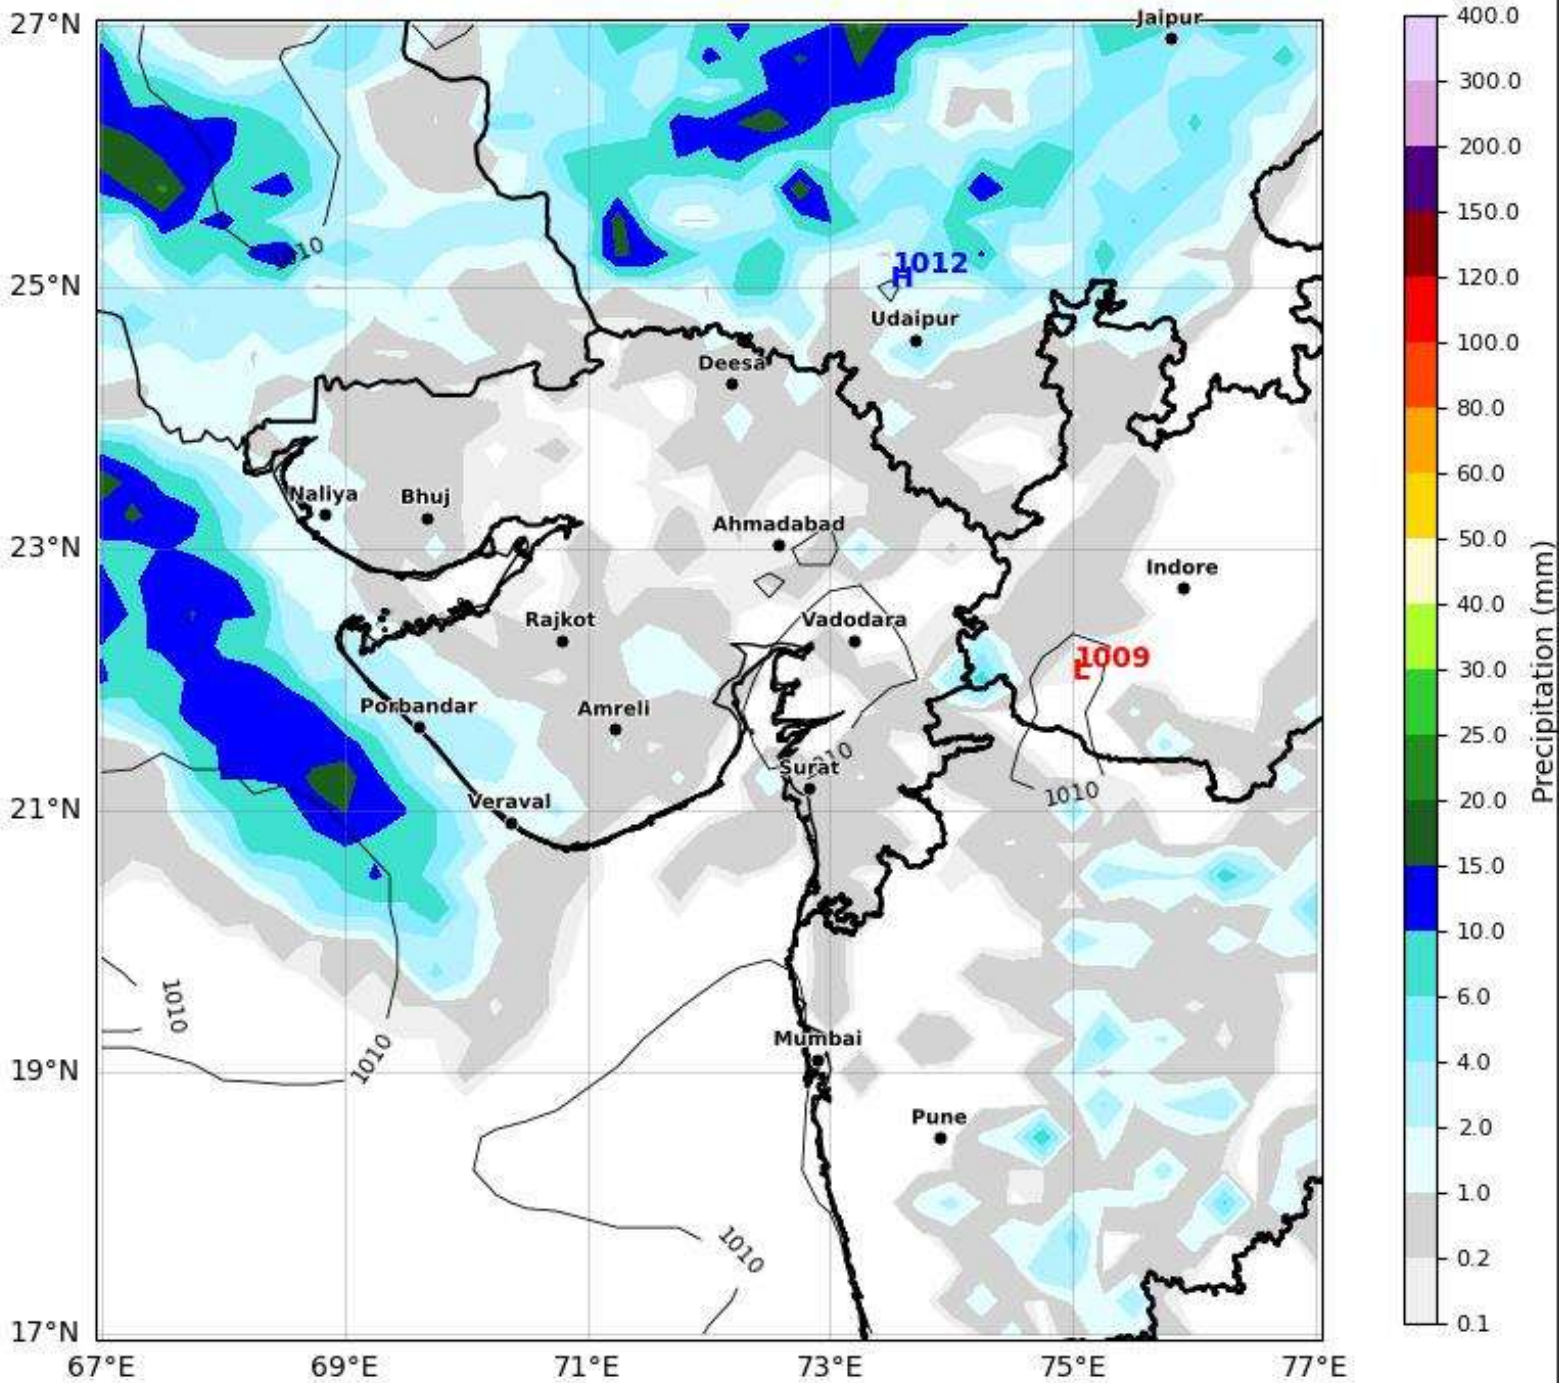 Jaipur
27°N
400.0
300.0
200.0
150.0
120.0
100.0
80.0
60.0
50.0
40.0
30.0
25.0
20.0
15.0
10.0
6.0
4.0
2.0
1.0
0.2
0.1
Precipitation (mm)
1010
1012
H
25°N
Udaipur
Deesa
Naliya
Bhuj
Ahmadabad
23°N
Indore
Rajkot
Vadodara
1009
L
Porbandar
Amreli
1010
Surat
1010
Veraval
21°N
1010
1010
Mumbai
19°N
Pune
1010
17°N
67°E
69°E
71°E
73°E
75°E
77°E